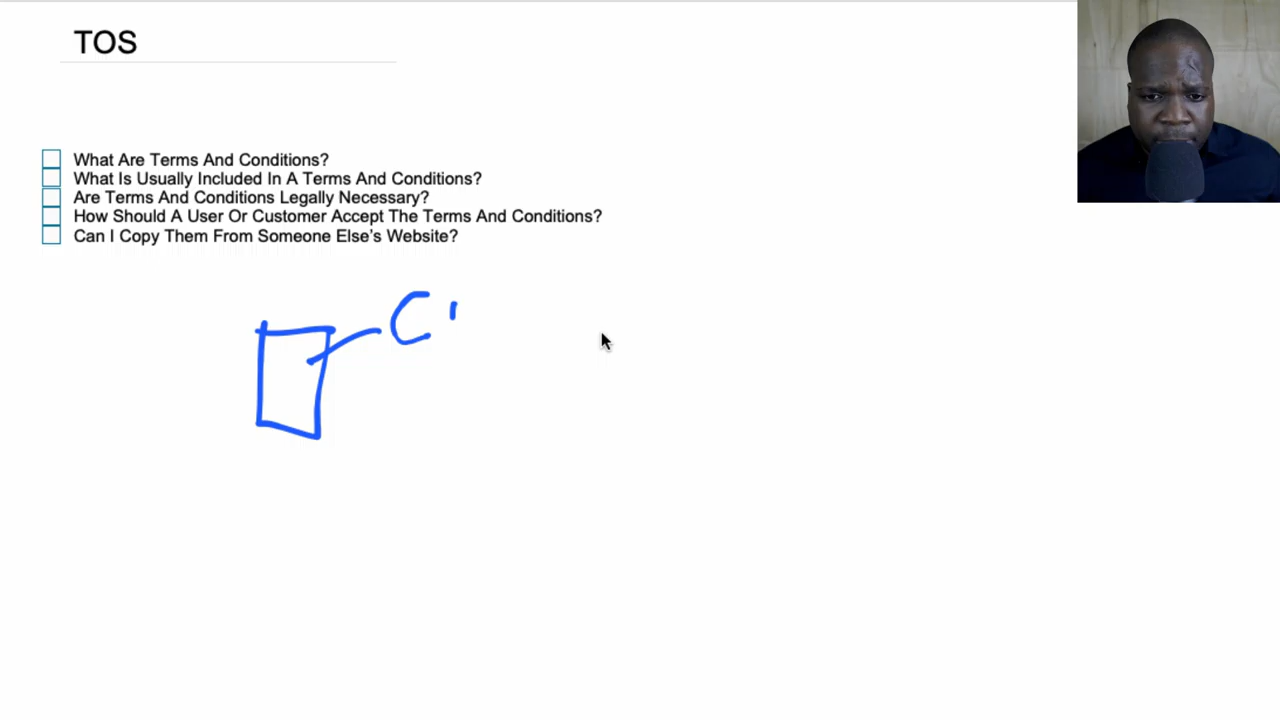 TOS
What Are Terms And Conditions?
What Is Usually Included In A Terms And Conditions?
Are Terms And Conditions Legally Necessary?
How Should A User Or Customer Accept The Terms And Conditions?
Can I Copy Them From Someone Else's Website?
C